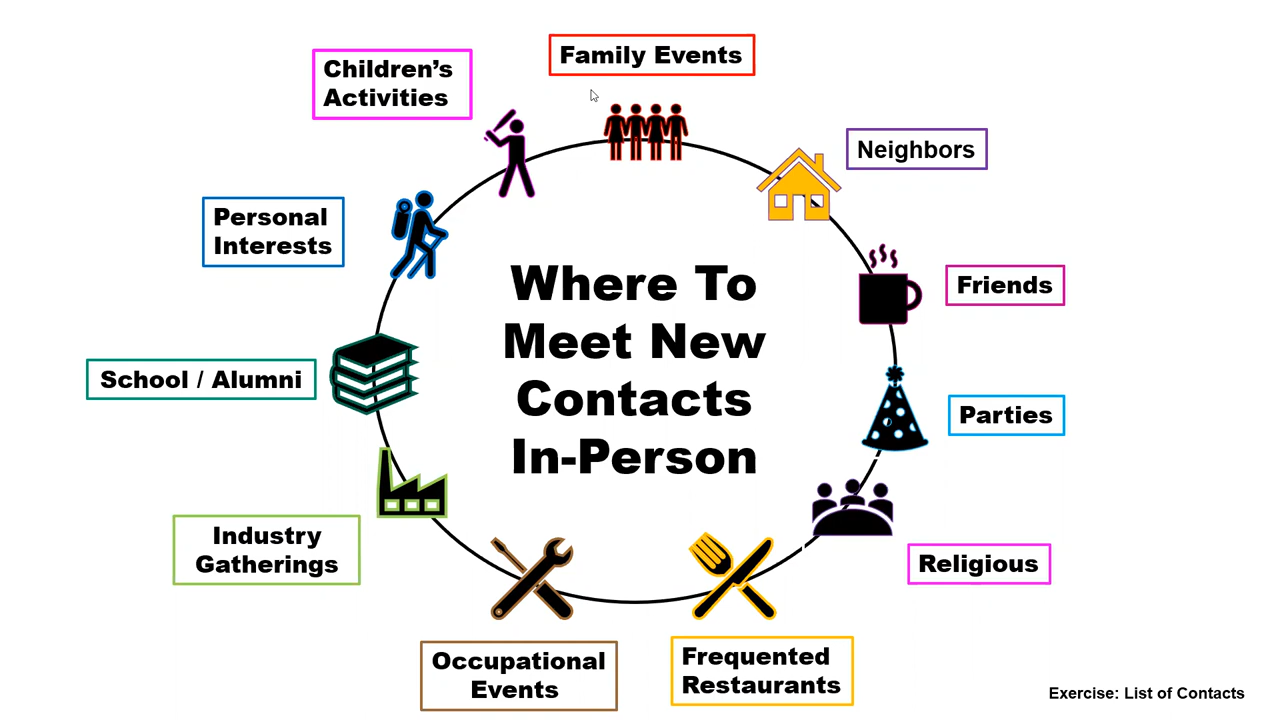 Family Events
Children’s
Activities
Neighbors
Personal
Interests
Where To
Meet New
Contacts
In-Person
Friends
School / Alumni
Parties
Industry
Gatherings
Religious
Occupational
Events
Frequented
Restaurants
Exercise: List of Contacts